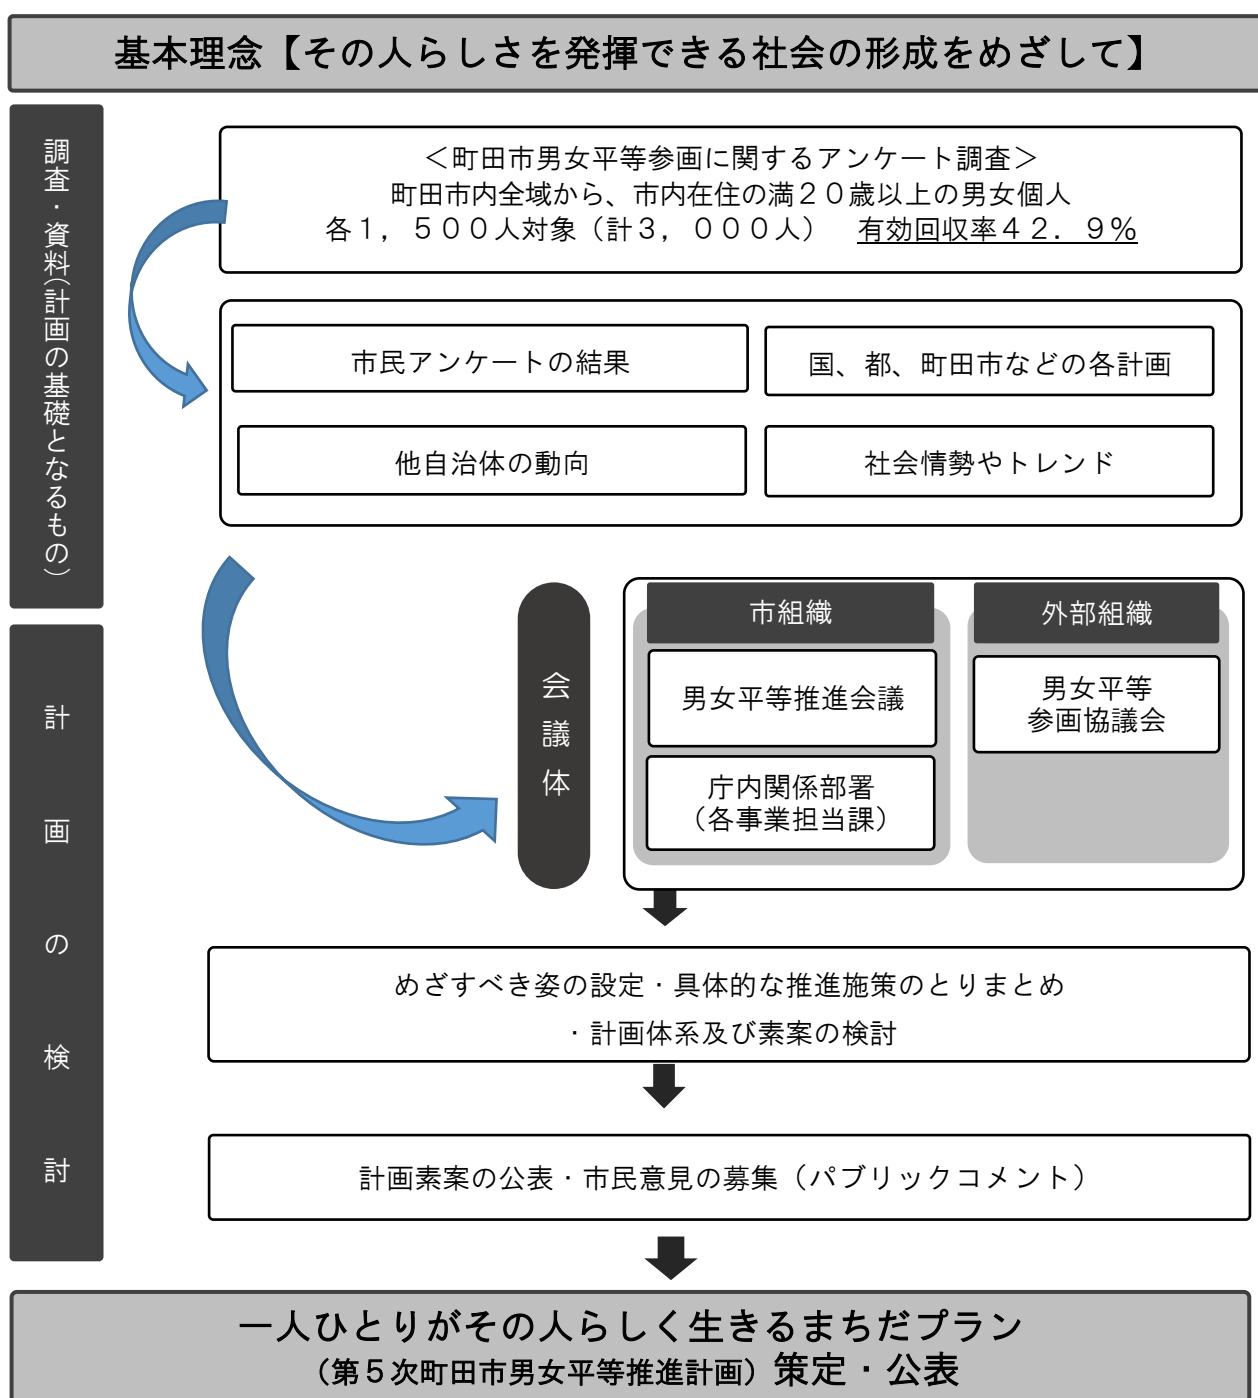 基本理念【その人らしさを発揮できる社会の形成をめざして】
調査・資料（計画の基礎となるもの）
＜町田市男女平等参画に関するアンケート調査＞
町田市内全域から、市内在住の満２０歳以上の男女個人
各１，５００人対象（計３，０００人）　有効回収率４２．９％
市民アンケートの結果
国、都、町田市などの各計画
他自治体の動向
社会情勢やトレンド
計画の検討
会議体
市組織
男女平等推進会議
庁内関係部署
（各事業担当課）
外部組織
男女平等
参画協議会
めざすべき姿の設定・具体的な推進施策のとりまとめ
・計画体系及び素案の検討
計画素案の公表・市民意見の募集（パブリックコメント）
一人ひとりがその人らしく生きるまちだプラン
（第５次町田市男女平等推進計画）策定・公表